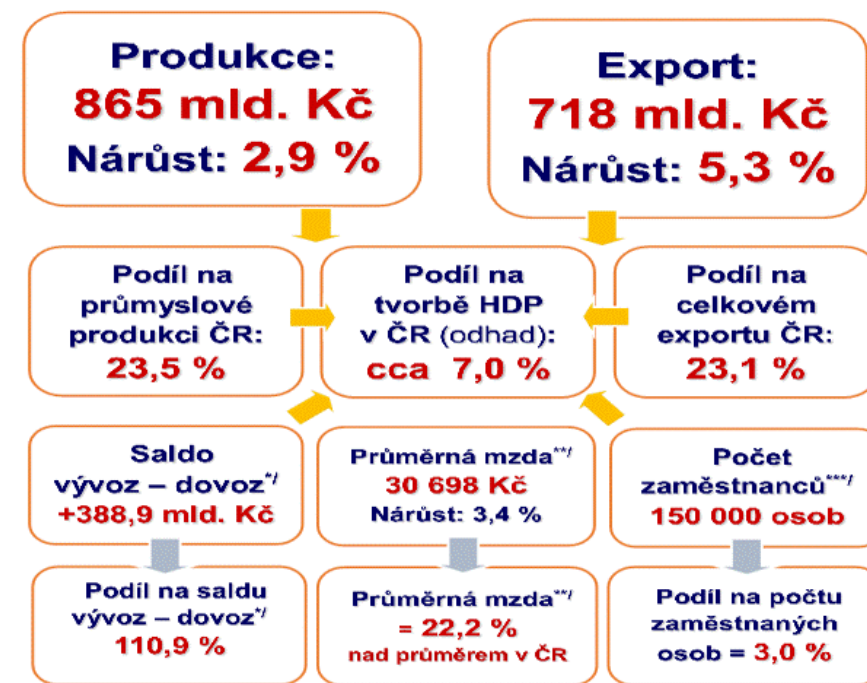 Produkce:
865 mld. Kč
Nárůst: 2,9 %
Export:
718 mld. Kč
Nárůst: 5,3 %
Podíl na
průmyslové
produkci ČR:
23,5 %
Podíl na
tvorbě HDP
v ČR (odhad):
cca 7,0 %
Podíl na
celkovém
exportu ČR:
23,1 %
Saldo
vývoz – dovoz*/
+388,9 mld. Kč
Průměrná mzda**/
30 698 Kč
Nárůst: 3,4 %
Počet
zaměstnanců***/
150 000 osob
Podíl na saldu
vývoz – dovoz*/
110,9 %
Průměrná mzda**/
= 22,2 %
nad průměrem v ČR
Podíl na počtu
zaměstnaných
osob = 3,0 %